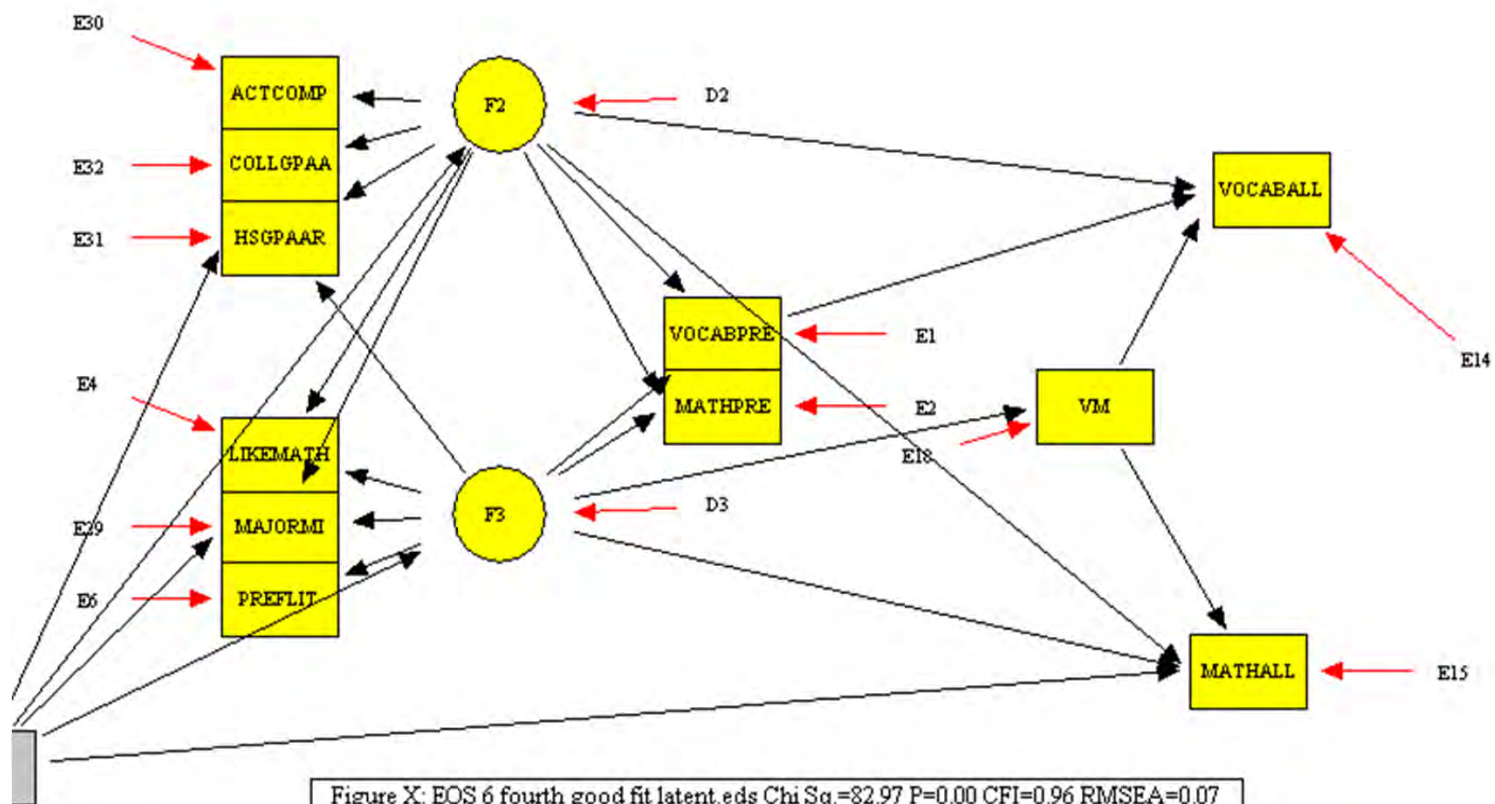 E30
ACTCOMP
F2
D2
E32
COLLGPAA
VOCABALL
E31
HSGPAAR
VOCABPRE
E1
E14
E4
MATHPRE
E2
VM
LIKEMATH
E18
F3
D3
E29
MAJORMI
E6
PREFLIT
MATHALL
E15
Figure X: EQS 6 fourth good fit latent.eds Chi Sq.=82.97 P=0.00 CFI=0.96 RMSEA=0.07